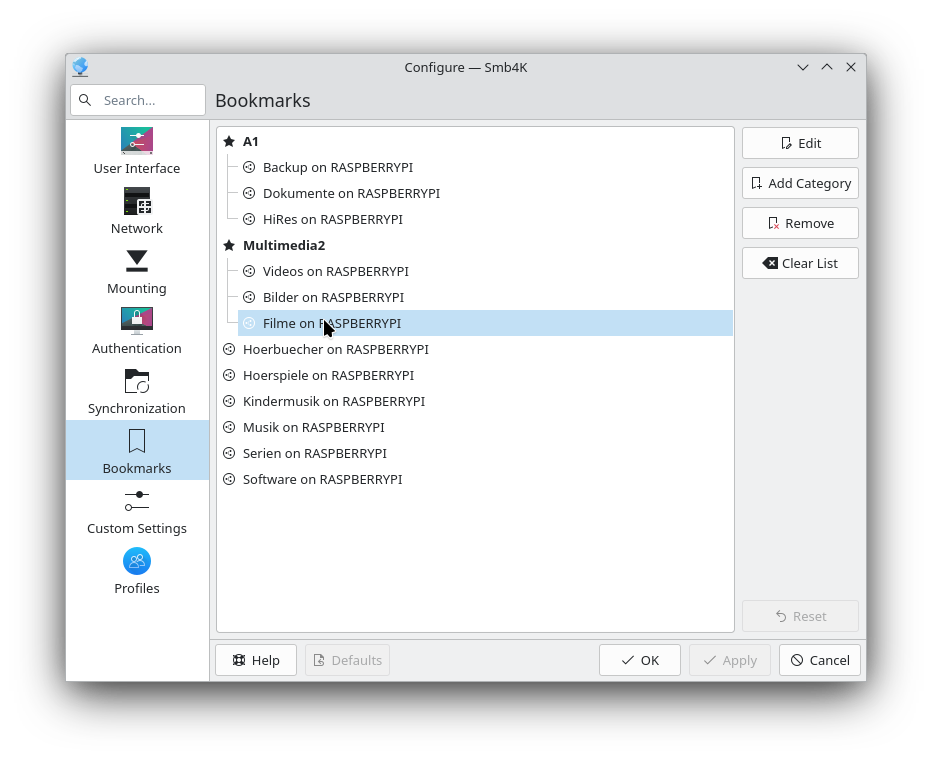 Configure — Smb4K
Search...
Bookmarks
User Interface
Network
Mounting
Authentication
Synchronization
Bookmarks
Custom Settings
Profiles
A1
Backup on RASPBERRYPI
Dokumente on RASPBERRYPI
HiRes on RASPBERRYPI
Multimedia2
Videos on RASPBERRYPI
Bilder on RASPBERRYPI
Filme on RASPBERRYPI
Hoerbuecher on RASPBERRYPI
Hoerspiele on RASPBERRYPI
Kindermusik on RASPBERRYPI
Musik on RASPBERRYPI
Serien on RASPBERRYPI
Software on RASPBERRYPI
Edit
Add Category
Remove
Clear List
Reset
Help
Defaults
OK
Apply
Cancel